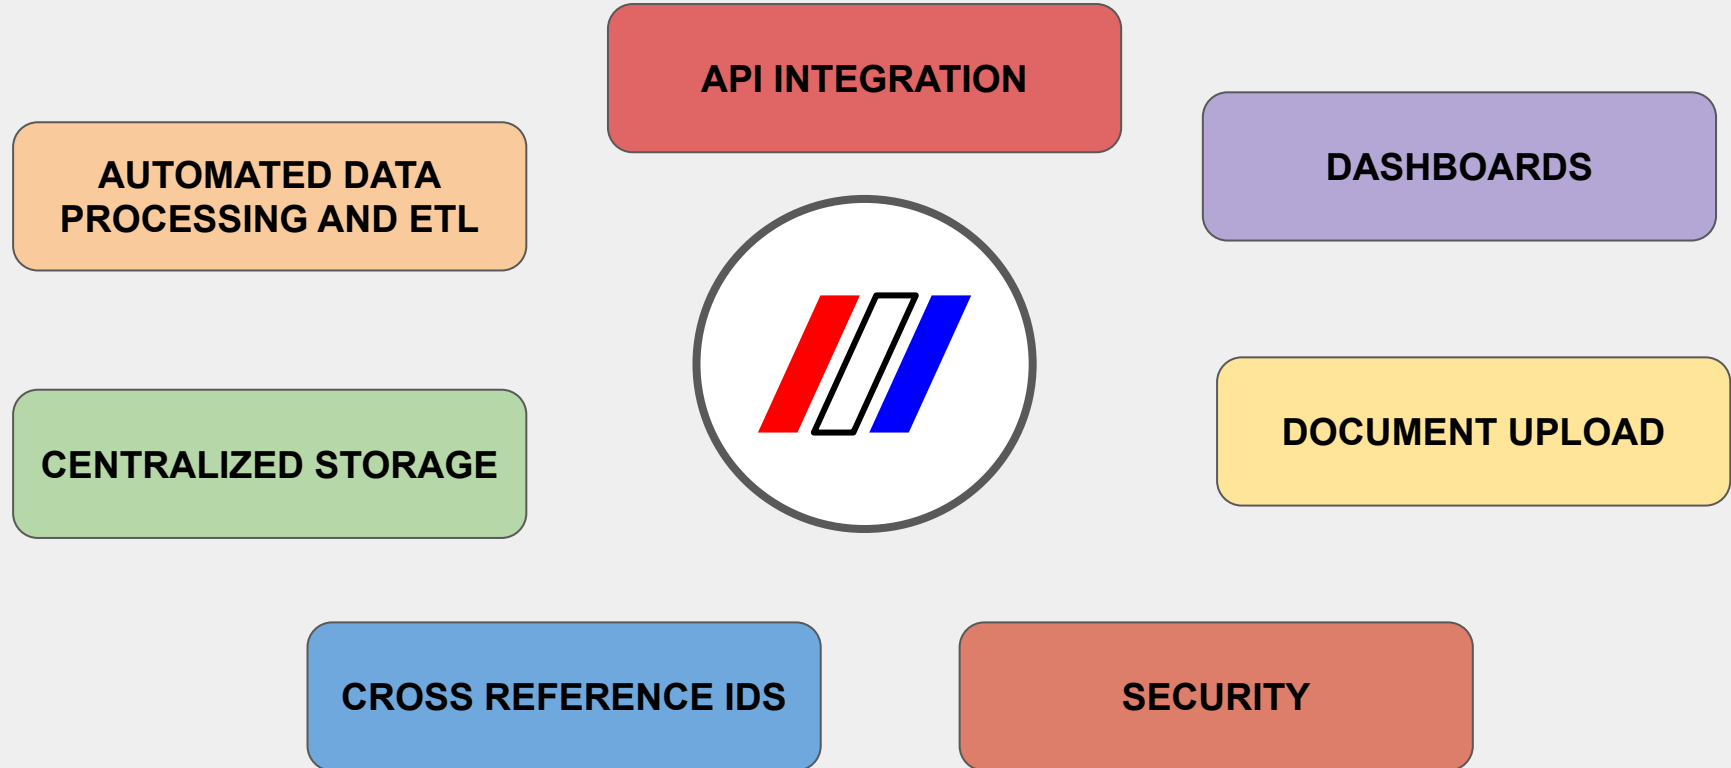 API INTEGRATION
DASHBOARDS
AUTOMATED DATA
PROCESSING AND ETL
CENTRALIZED STORAGE
DOCUMENT UPLOAD
CROSS REFERENCE IDS
SECURITY